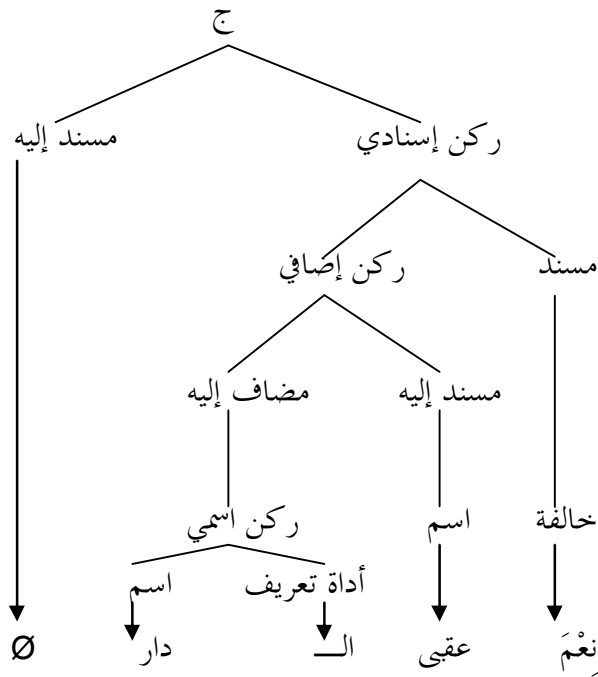 ج
ركن إسنادي مسند إليه
مسند ركن إضافي
مسند إليه مضاف إليه
خالفة اسم ركن اسمي
أداة تعريف اسم
نِعْمَ عقبى الـــ دار Ø